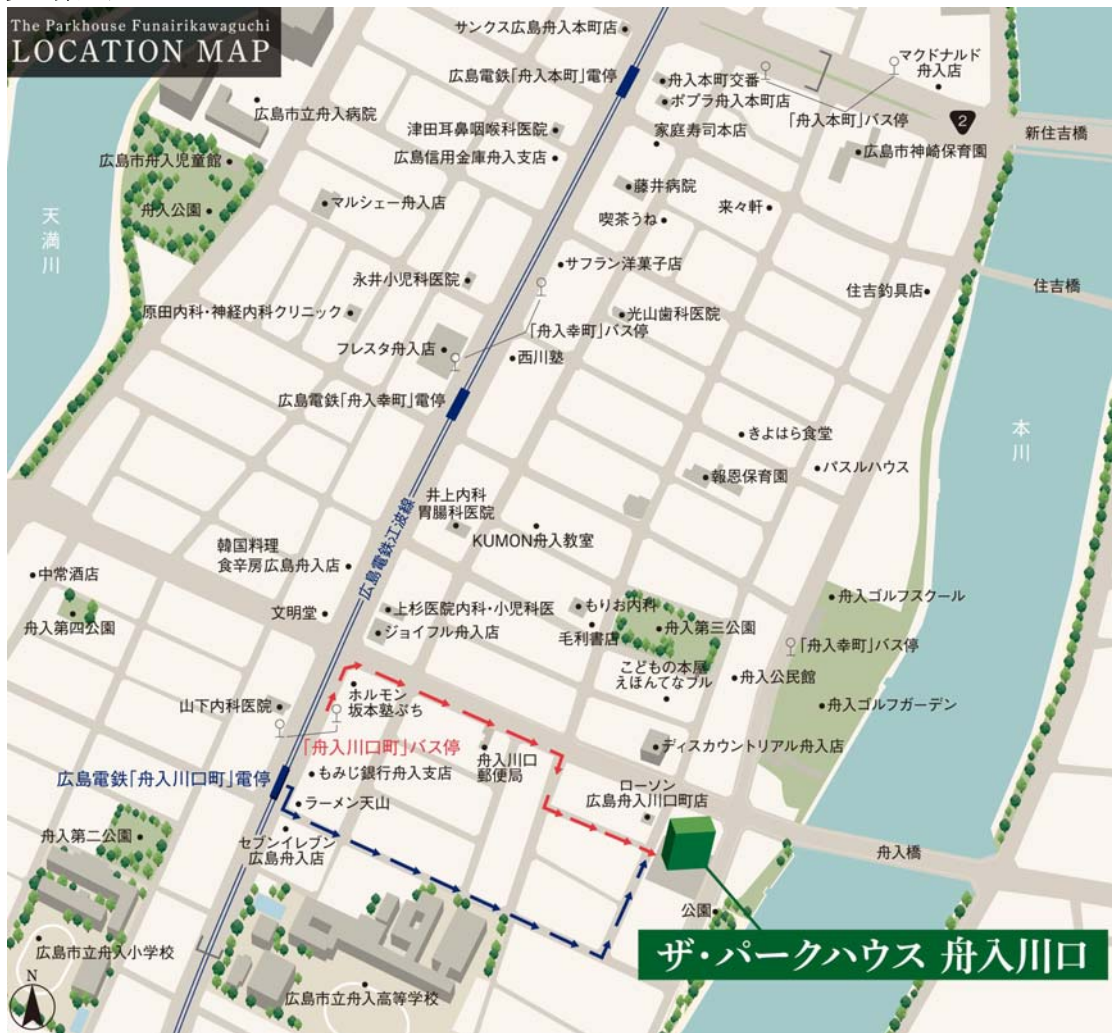 The Parkhouse Funairikawaguchi
LOCATION MAP
サンクス広島舟入本町店
広島電鉄「舟入本町」電停
舟入本町交番
ポプラ舟入本町店
マクドナルド
舟入店
「舟入本町」バス停
2
新住吉橋
広島市立舟入病院
津田耳鼻咽喉科医院
家庭寿司本店
広島市神崎保育園
広島市舟入児童館
広島信用金庫舟入支店
藤井病院
マルシェー舟入店
舟入公園
来々軒
喫茶うね
天満川
サフラン洋菓子店
永井小児科医院
住吉釣具店
住吉橋
原田内科・神経内科クリニック
光山歯科医院
「舟入幸町」バス停
フレスタ舟入店
西川塾
広島電鉄「舟入幸町」電停
きよはら食堂
本川
パスルハウス
報恩保育園
井上内科
胃腸科医院
広島電鉄江波線
KUMON舟入教室
韓国料理
食辛房広島舟入店
中常酒店
舟入第四公園
文明堂
上杉医院内科・小児科医
ジョイフル舟入店
もりお内科
毛利書店
舟入第三公園
舟入ゴルフスクール
「舟入幸町」バス停
こどもの本屋
えほんてなブル
舟入公民館
ホルモン
坂本塾ぶち
山下内科医院
舟入ゴルフガーデン
「舟入川口町」バス停
舟入川口
郵便局
ディスカウントトリアル舟入店
広島電鉄「舟入川口町」電停
もみじ銀行舟入支店
ローソン
広島舟入川口町店
ラーメン天山
舟入第二公園
セブンイレブン
広島舟入店
舟入橋
公園
ザ・パークハウス 舟入川口
広島市立舟入小学校
広島市立舟入高等学校
N